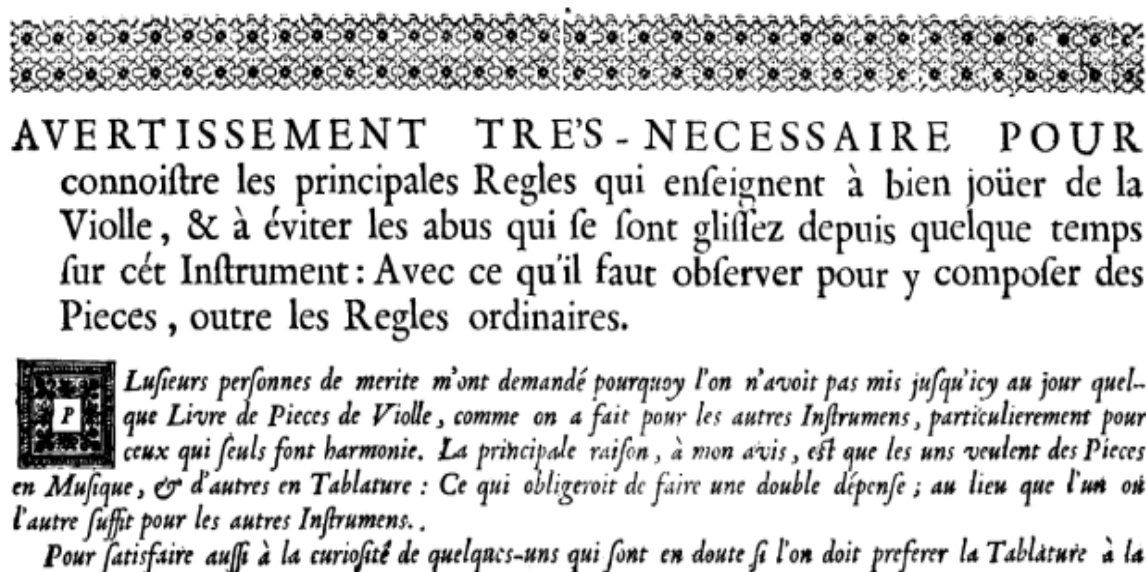 AVERTISSEMENT TRE'S-NECESSAIRE POUR
connoiſtre les principales Regles qui enſeignent à bien joüer de la
Violle, & à éviter les abus qui ſe ſont gliſſez depuis quelque temps
ſur cét Inſtrument : Avec ce qu'il faut obſerver pour y compoſer des
Pieces, outre les Regles ordinaires.
PLuſieurs perſonnes de merite m'ont demandé pourquoy l'on n'avoit pas mis juſqu'icy au jour quel-
que Livre de Pieces de Violle, comme on a fait pour les autres Inſtrumens, particulierement pour
ceux qui ſeuls font harmonie. La principale raiſon, à mon avis, eſt que les uns veulent des Pieces
en Muſique, & d'autres en Tablature : Ce qui obligeroit de faire une double dépenſe ; au lieu que l'un ou
l'autre ſuffit pour les autres Inſtrumens.
Pour ſatisfaire auſſi à la curioſité de quelques-uns qui ſont en doute ſi l'on doit preferer la Tablature à la